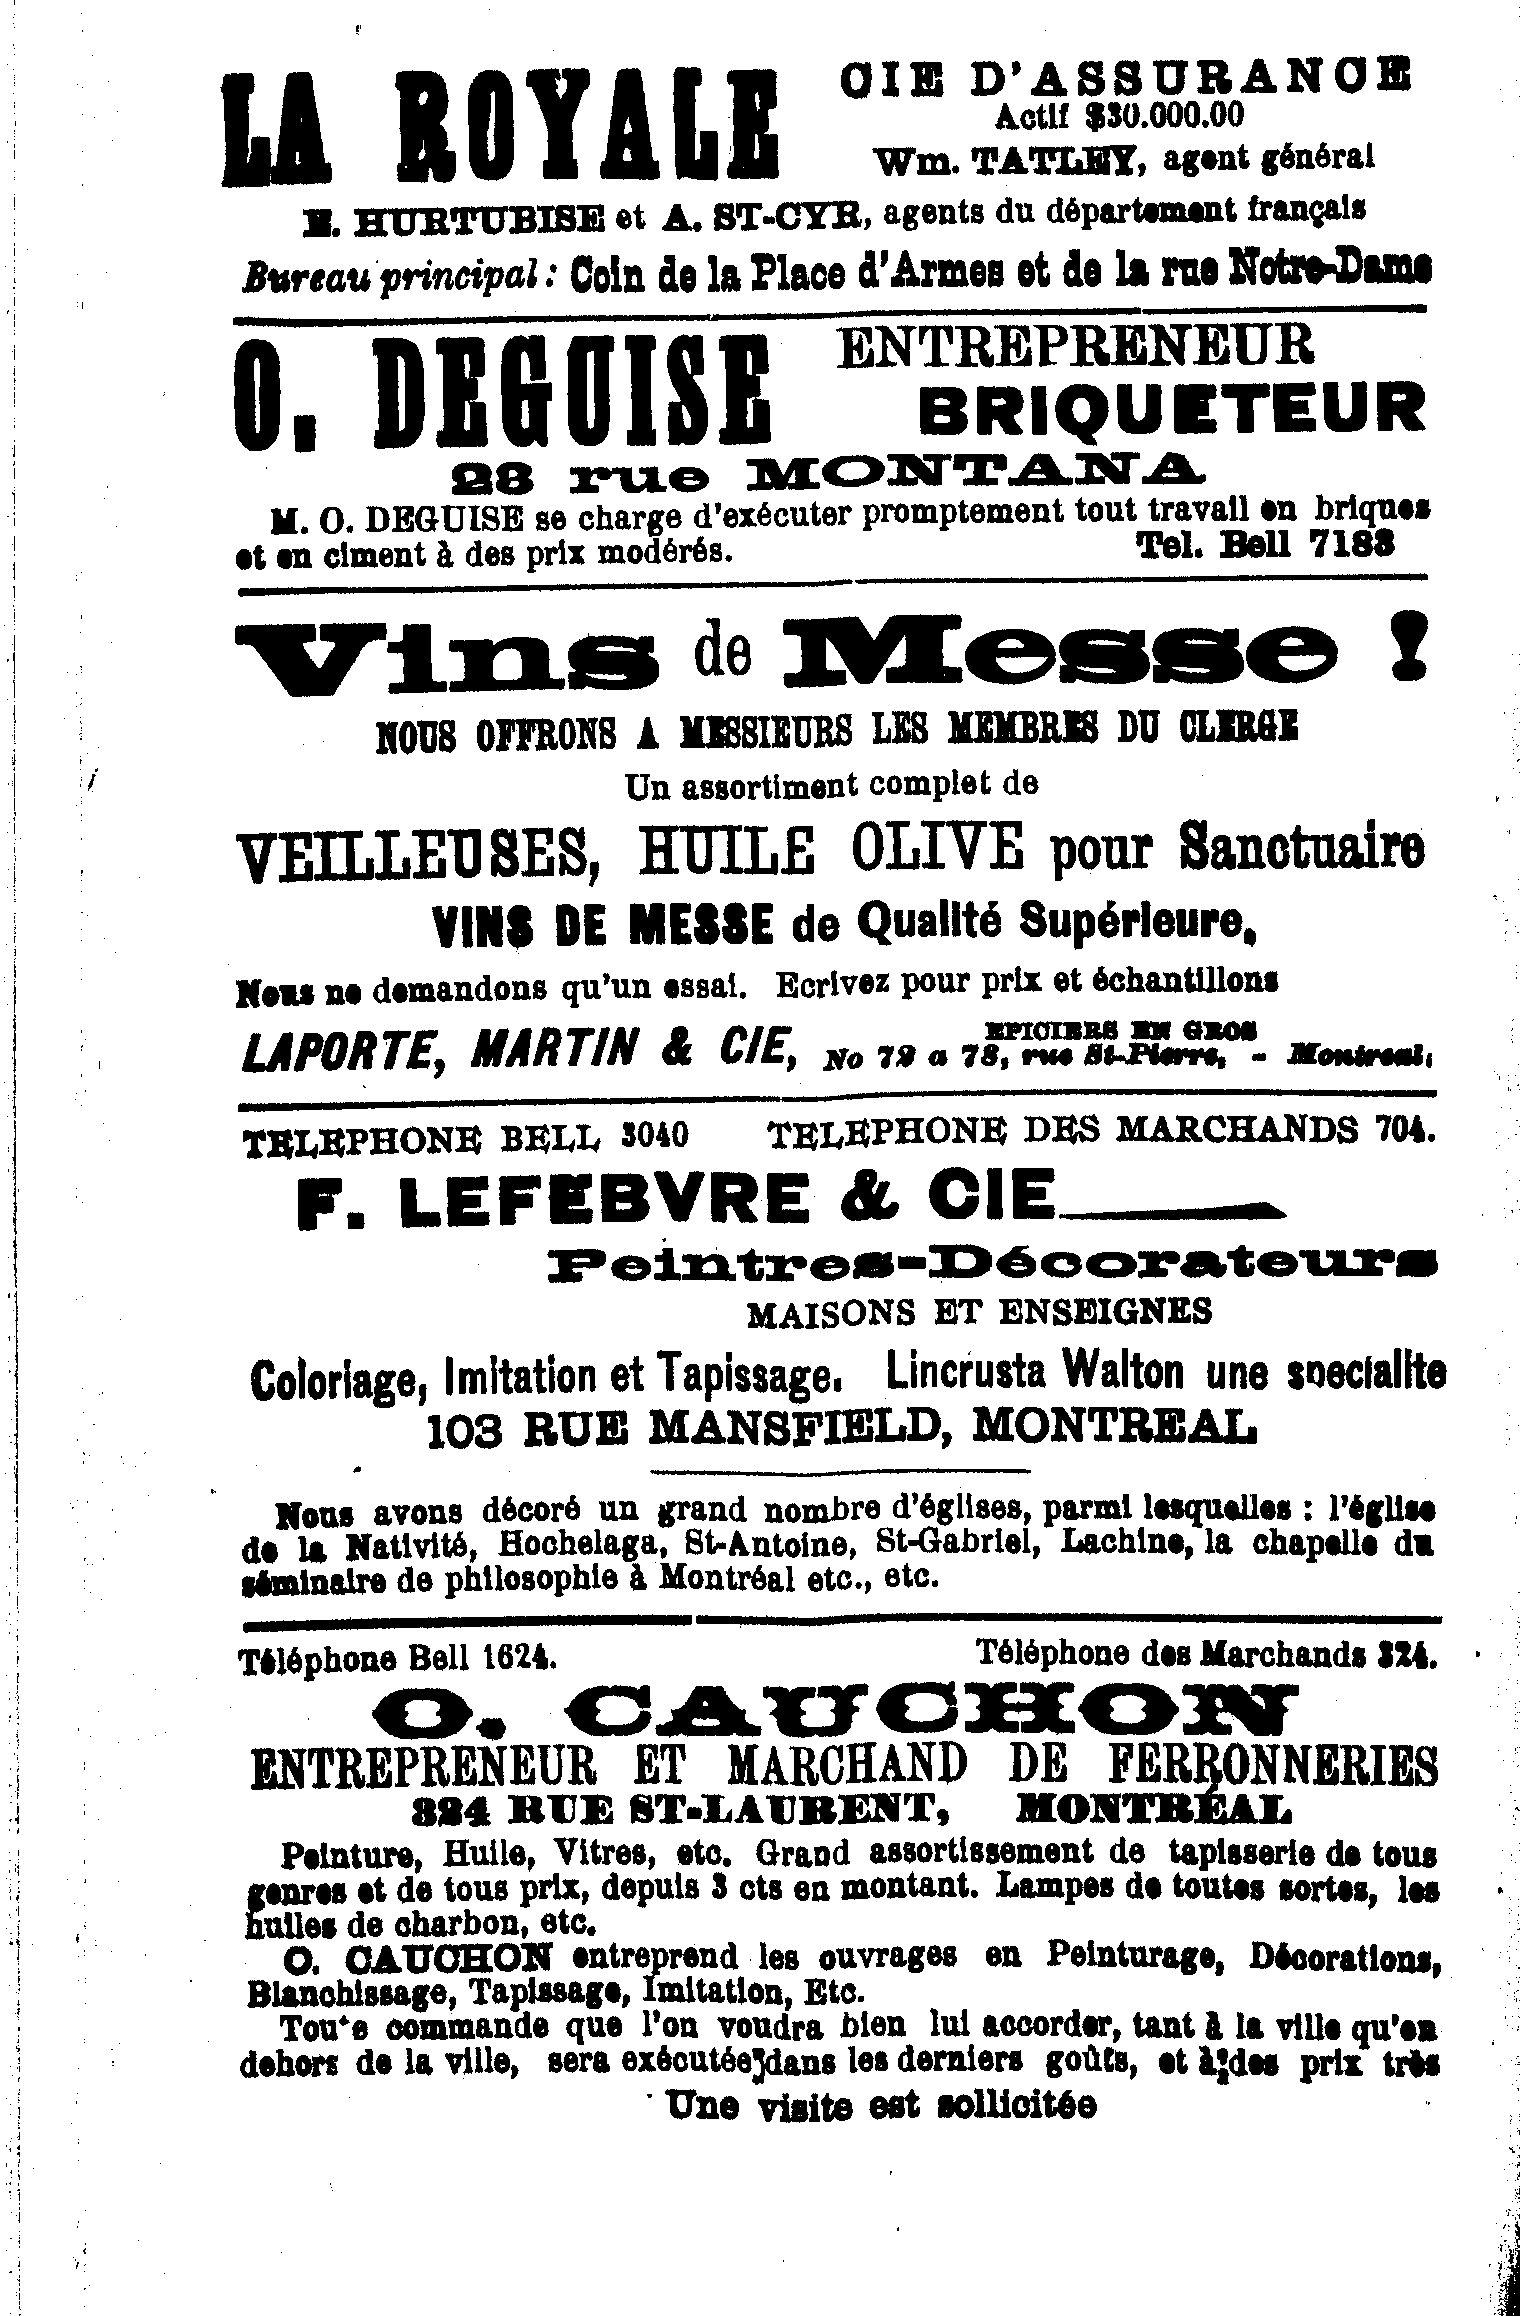 LA ROYALE CIE D'ASSURANCE
Actif $30.000.00
Wm. TATLEY, agent général
E. HURTUBISE et A. ST-CYR, agents du département français
Bureau principal : Coin de la Place d'Armes et de la rue Notre-Dame
O. DEGUISE ENTREPRENEUR
BRIQUETEUR
28 rue MONTANA
M. O. DEGUISE se charge d'exécuter promptement tout travail en briques
et en ciment à des prix modérés. Tel. Bell 7183
Vins de Messe !
NOUS OFFRONS A MESSIEURS LES MEMBRES DU CLERGE
Un assortiment complet de
VEILLEUSES, HUILE OLIVE pour Sanctuaire
VINS DE MESSE de Qualité Supérieure,
Nous ne demandons qu'un essai. Ecrivez pour prix et échantillons
EPICIERS EN GROS
LAPORTE, MARTIN & CIE, No 72 a 78, rue St-Pierre, - Montreal,
TELEPHONE BELL 3040 TELEPHONE DES MARCHANDS 704.
F. LEFEBVRE & CIE
Peintres-Décorateurs
MAISONS ET ENSEIGNES
Coloriage, Imitation et Tapissage. Lincrusta Walton une specialite
103 RUE MANSFIELD, MONTREAL
Nous avons décoré un grand nombre d'églises, parmi lesquelles : l'église
de la Nativité, Hochelaga, St-Antoine, St-Gabriel, Lachine, la chapelle du
séminaire de philosophie à Montréal etc., etc.
Téléphone Bell 1624. Téléphone des Marchands 324.
O. CAUCHON
ENTREPRENEUR ET MARCHAND DE FERRONNERIES
324 RUE ST-LAURENT, MONTRÉAL
Peinture, Huile, Vitres, etc. Grand assortissement de tapisserie de tous
genres et de tous prix, depuis 3 cts en montant. Lampes de toutes sortes, les
huiles de charbon, etc.
O. CAUCHON entreprend les ouvrages en Peinturage, Décorations,
Blanchissage, Tapissage, Imitation, Etc.
Toute commande que l'on voudra bien lui accorder, tant à la ville qu'en
dehors de la ville, sera exécutée dans les derniers goûts, et à des prix très
Une visite est sollicitée